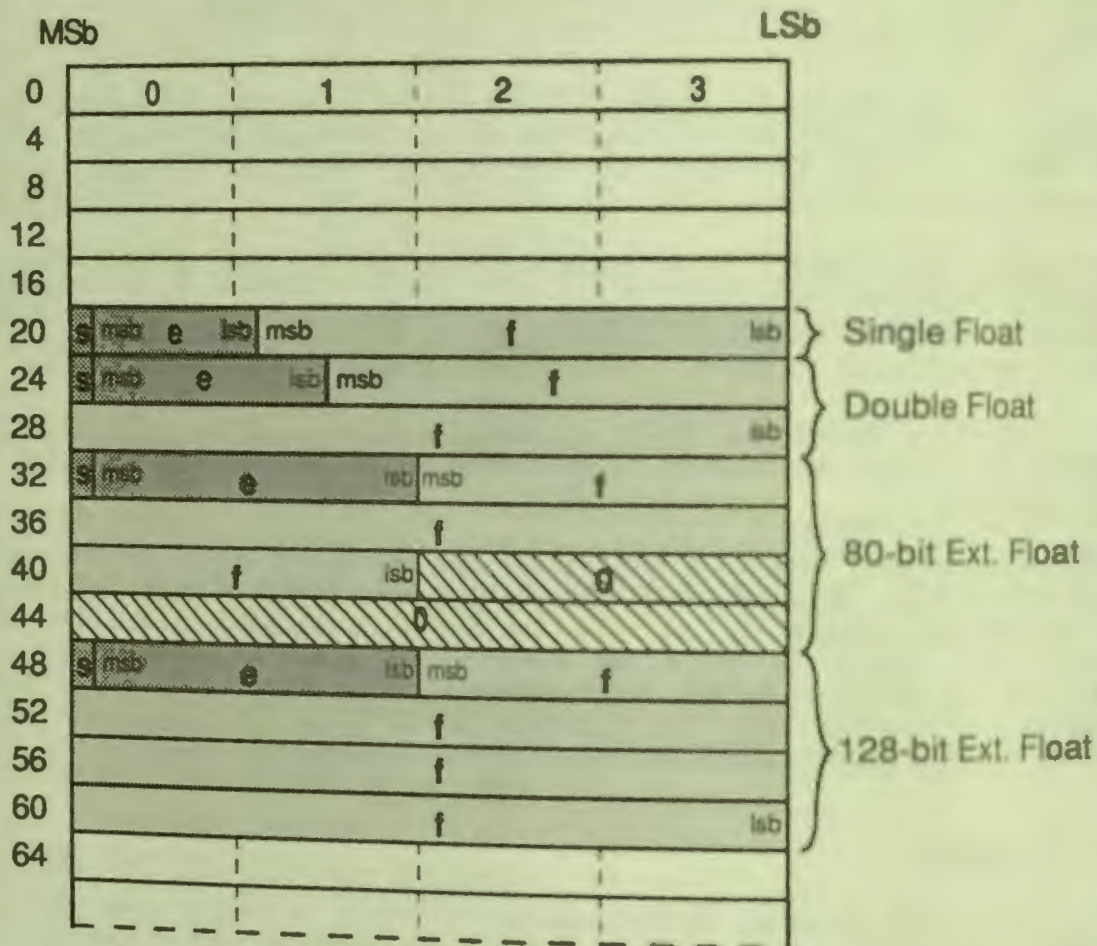 MSb LSb
0 0 1 2 3
4
8
12
16
20 s msb e lsb msb f lsb Single Float
24 s msb e lsb msb f
Double Float
28 f lsb
32 s msb e lsb msb f
36 f
40 f lsb g 80-bit Ext. Float
44
48 s msb e lsb msb f
52 f
56 f 128-bit Ext. Float
60 f lsb
64